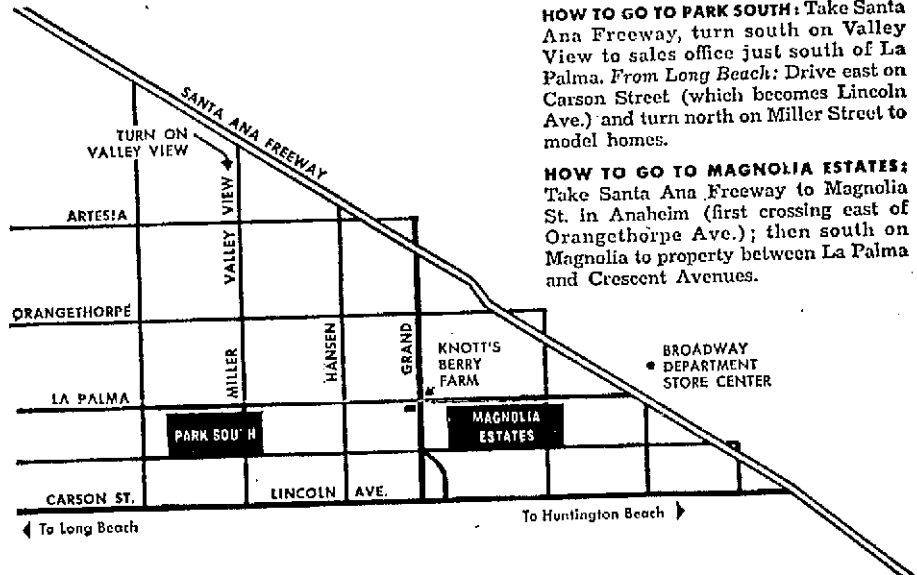 HOW TO GO TO PARK SOUTH: Take Santa
Ana Freeway, turn south on Valley
View to sales office just south of La
Palma. From Long Beach: Drive east on
Carson Street (which becomes Lincoln
Ave.) and turn north on Miller Street to
model homes.
HOW TO GO TO MAGNOLIA ESTATES:
Take Santa Ana Freeway to Magnolia
St. in Anaheim (first crossing east of
Orangethorpe Ave.); then south on
Magnolia to property between La Palma
and Crescent Avenues.
SANTA ANA FREEWAY
TURN ON
VALLEY VIEW
VALLEY VIEW
ARTESIA
ORANGETHORPE
MILLER
HANSEN
GRAND
KNOTT'S
BERRY
FARM
BROADWAY
DEPARTMENT
STORE CENTER
LA PALMA
PARK SOUTH
MAGNOLIA
ESTATES
CARSON ST.
LINCOLN AVE.
To Long Beach
To Huntington Beach